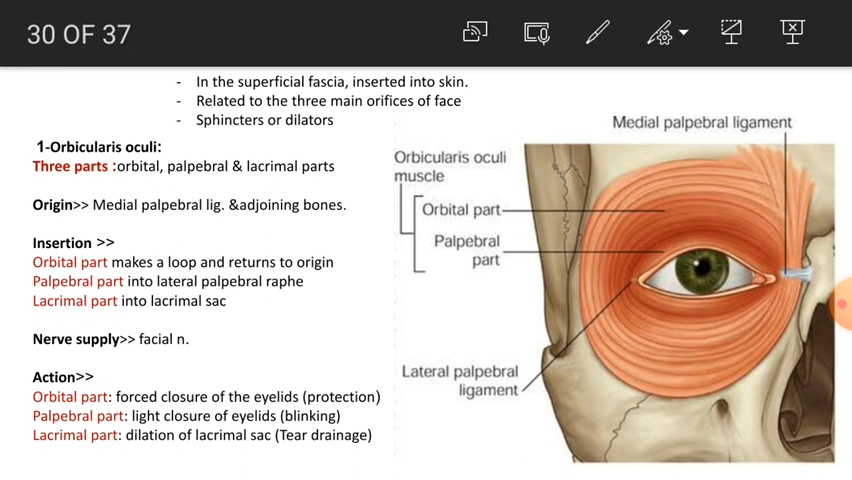 30 OF 37
- In the superficial fascia, inserted into skin.
- Related to the three main orifices of face
- Sphincters or dilators
1-Orbicularis oculi:
Three parts :orbital, palpebral & lacrimal parts
Origin>> Medial palpebral lig. &adjoining bones.
Insertion >>
Orbital part makes a loop and returns to origin
Palpebral part into lateral palpebral raphe
Lacrimal part into lacrimal sac
Nerve supply>> facial n.
Action>>
Orbital part: forced closure of the eyelids (protection)
Palpebral part: light closure of eyelids (blinking)
Lacrimal part: dilation of lacrimal sac (Tear drainage)
Medial palpebral ligament
Orbicularis oculi
muscle
Orbital part
Palpebral
part
Lateral palpebral
ligament